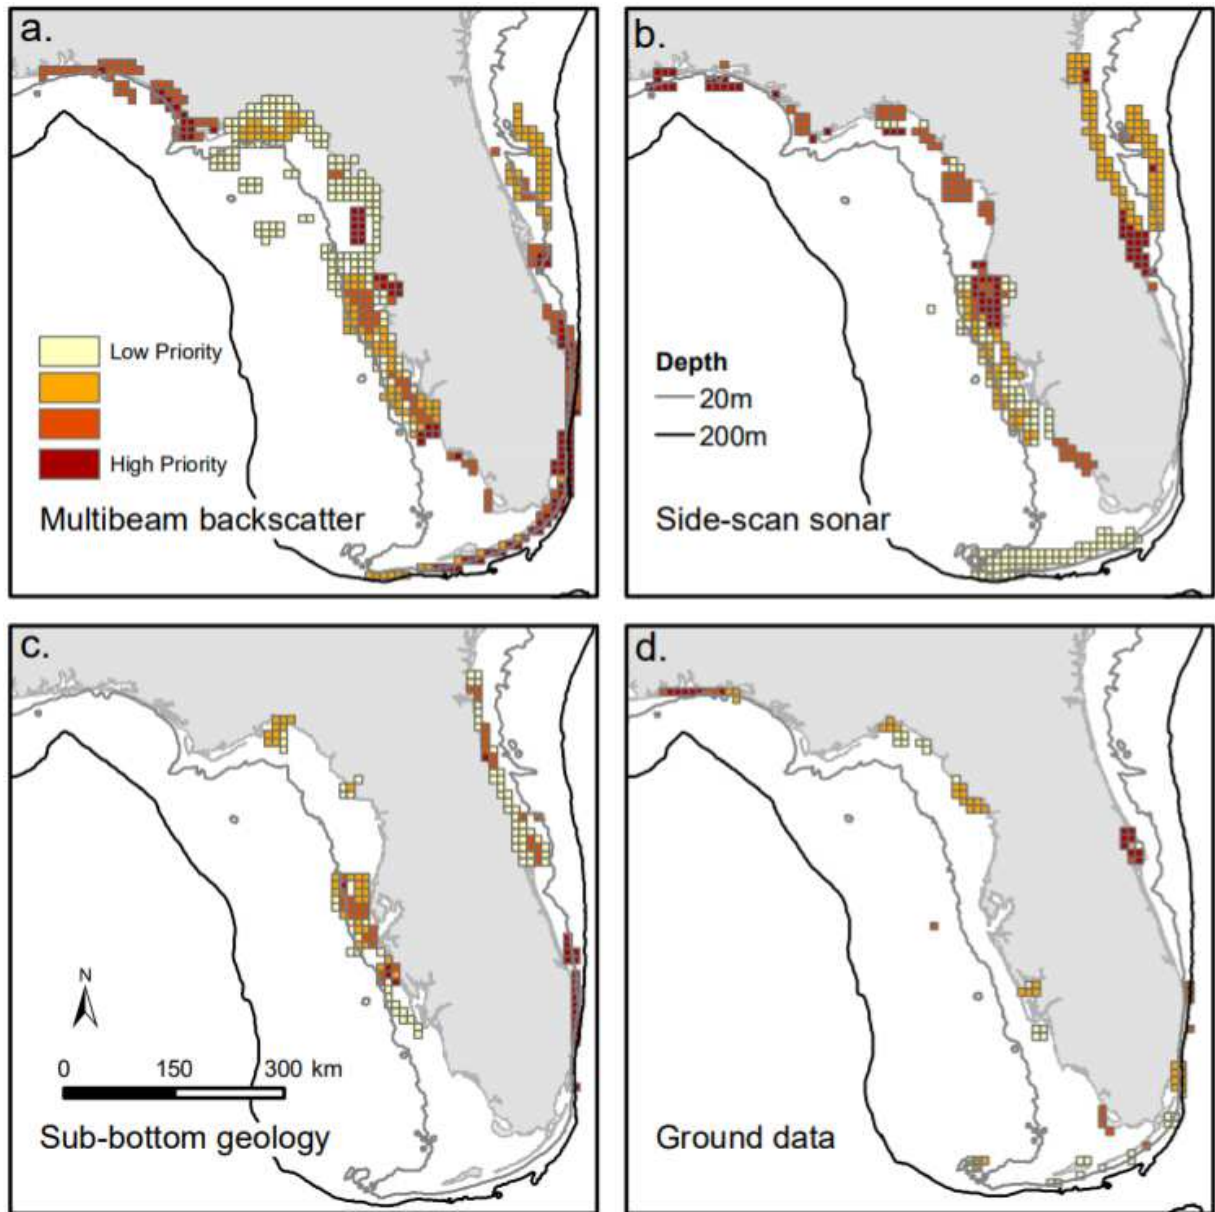 a.
Low Priority
High Priority
Multibeam backscatter
b.
Depth
20m
200m
Side-scan sonar
c.
N
0 150 300 km
Sub-bottom geology
d.
Ground data